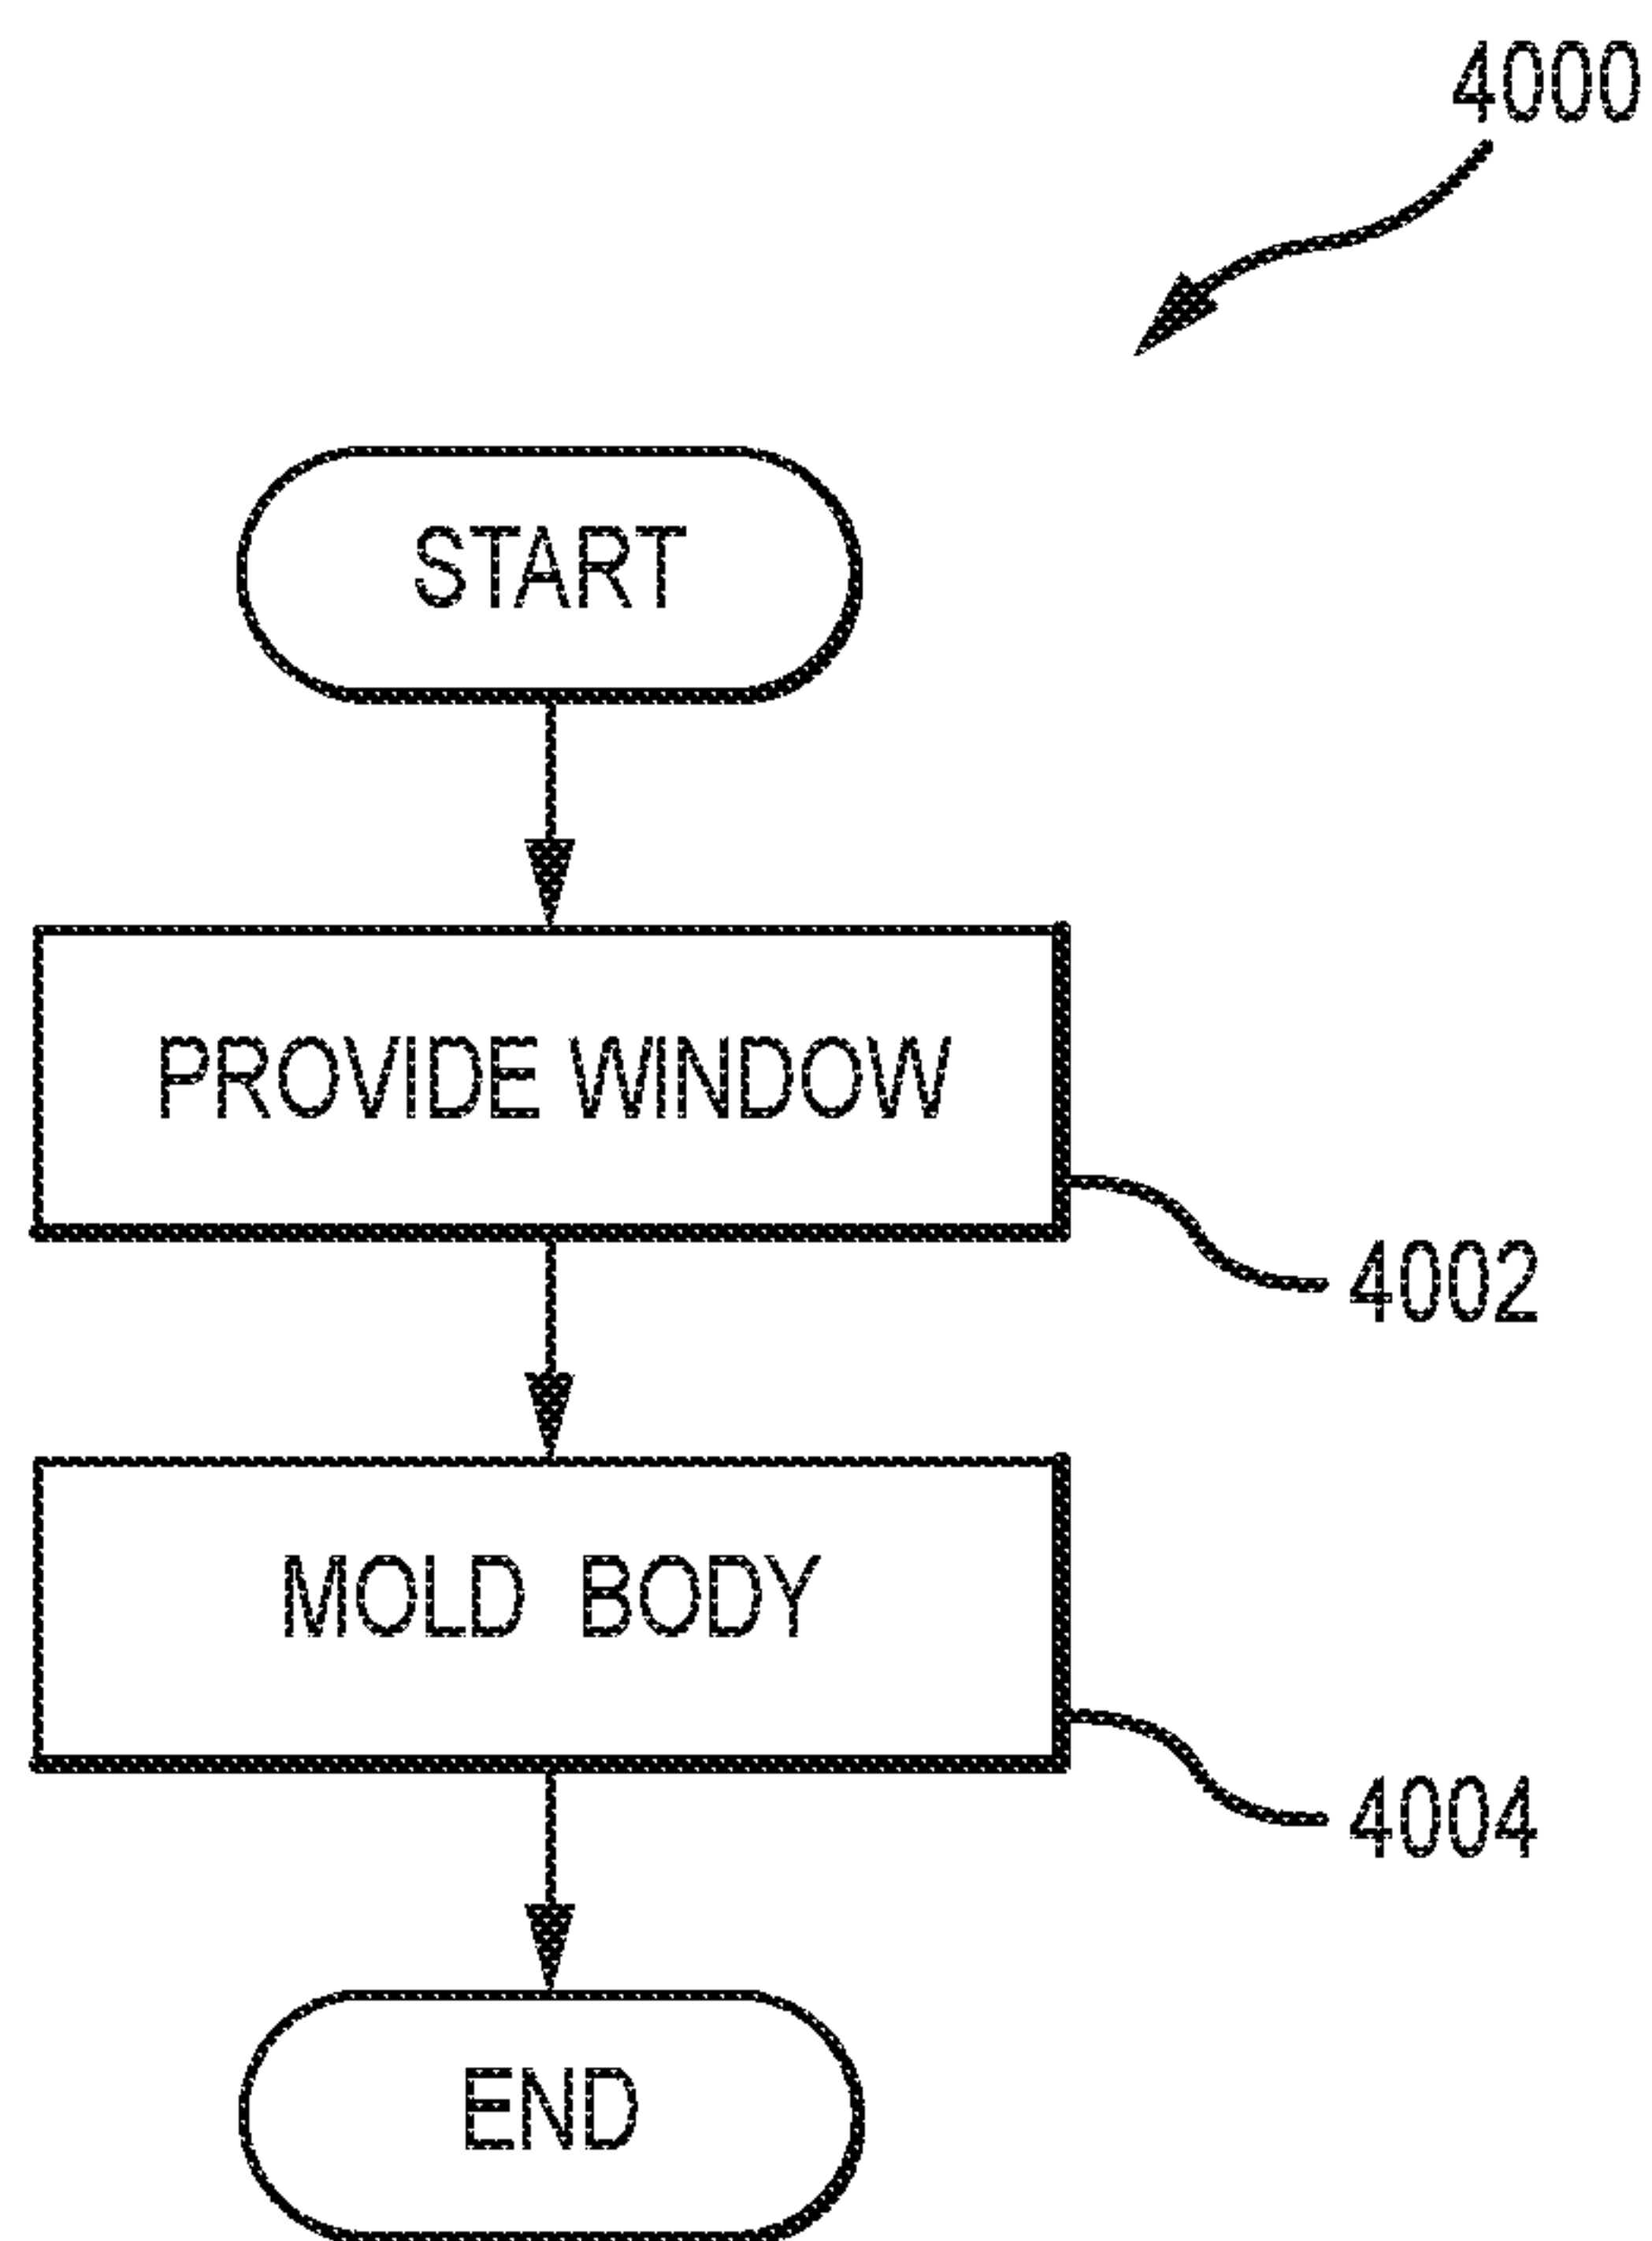 4000
START
PROVIDE WINDOW
4002
MOLD BODY
4004
END